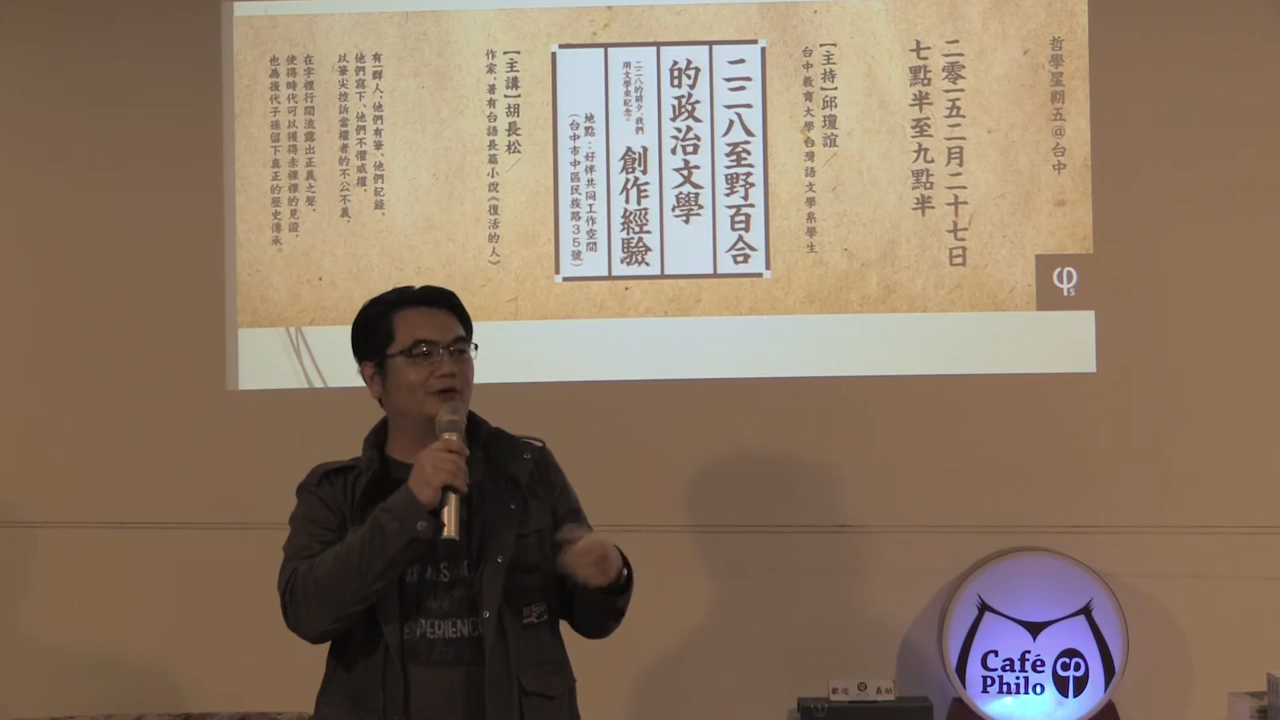 哲學星期五@台中
二零一五二月二十七日
七點半至九點半
【主持】邱瓊誼/
台中教育大學台灣語文學系學生
二二八至野百合
的政治文學
創作經驗
二二八的前夕,我們
用文學來紀念。
地點:好伴共同工作空間
(台中市中區民族路35號)
【主講】胡長松/
作家,著有台語長篇小說《復活的人》
有一群人,他們有筆、他們記錄、
他們寫下、他們不懼威權,
以筆尖控訴當權者的不公不義,
在字裡行間流露出正義之聲,
使得時代可以獲得赤裸裸的見證,
也為後代子孫留下真正的歷史傳承。
φs
Café
Philo
歡迎 義助